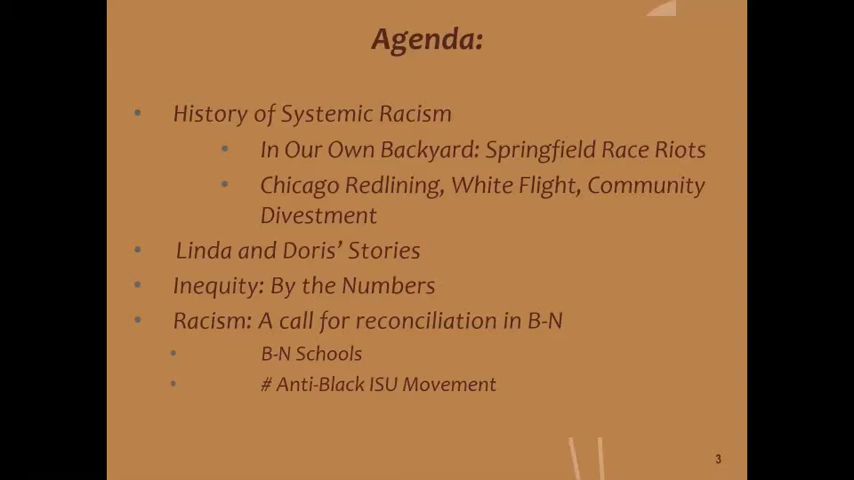 Agenda:
• History of Systemic Racism
• In Our Own Backyard: Springfield Race Riots
• Chicago Redlining, White Flight, Community
Divestment
• Linda and Doris’ Stories
• Inequity: By the Numbers
• Racism: A call for reconciliation in B-N
• B-N Schools
• # Anti-Black ISU Movement
3